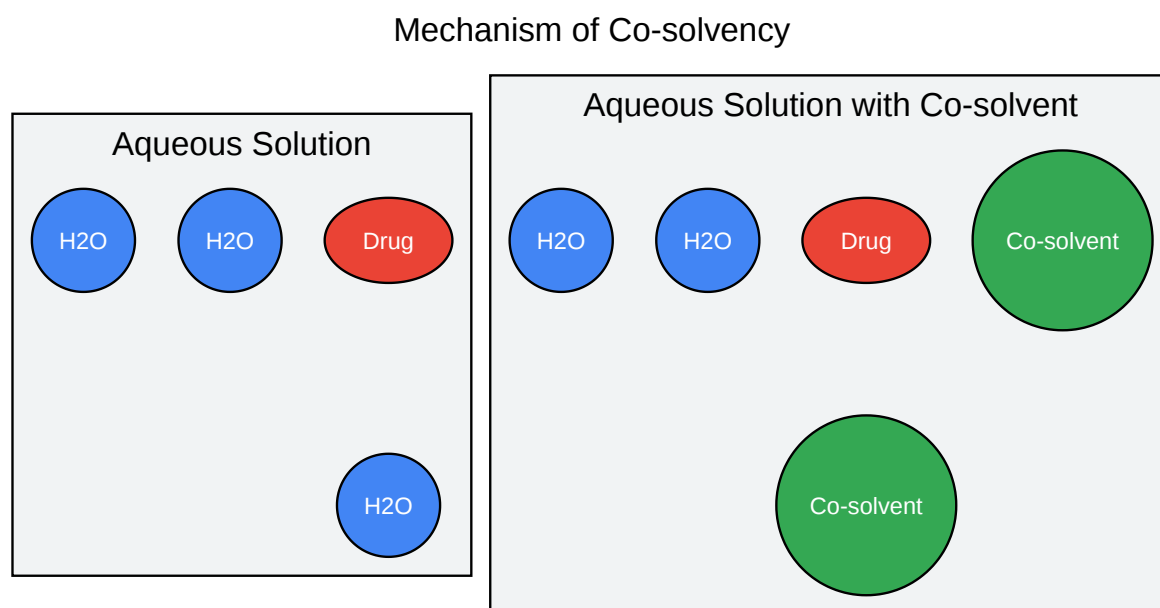 Mechanism of Co-solvency
Aqueous Solution
H2O
H2O
Drug
H2O
Aqueous Solution with Co-solvent
H2O
H2O
Drug
Co-solvent
Co-solvent